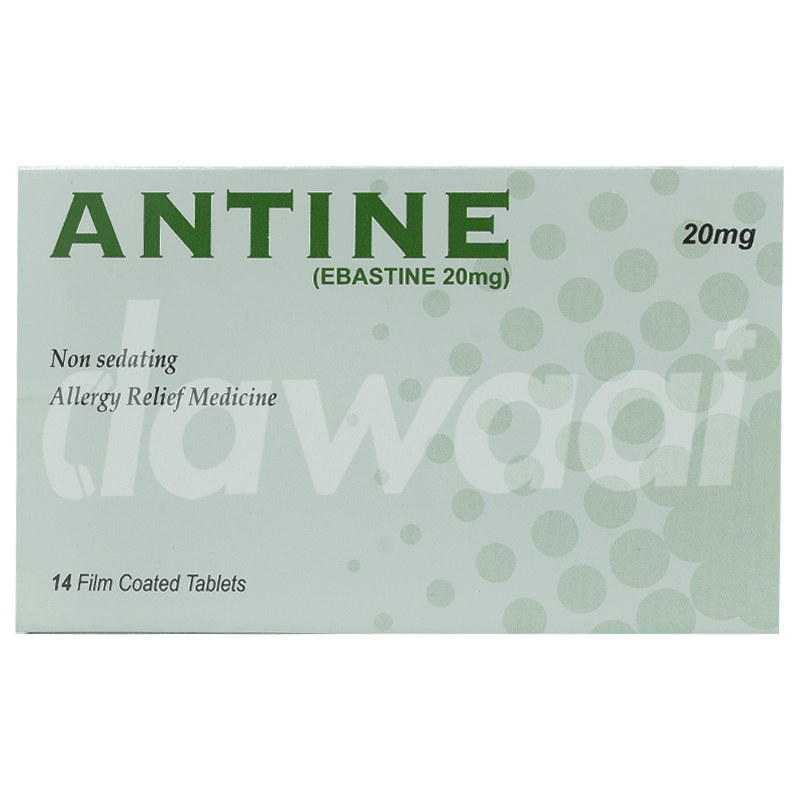 ANTINE
20mg
(EBASTINE 20mg)
Non sedating
Allergy Relief Medicine
dawaai
14 Film Coated Tablets